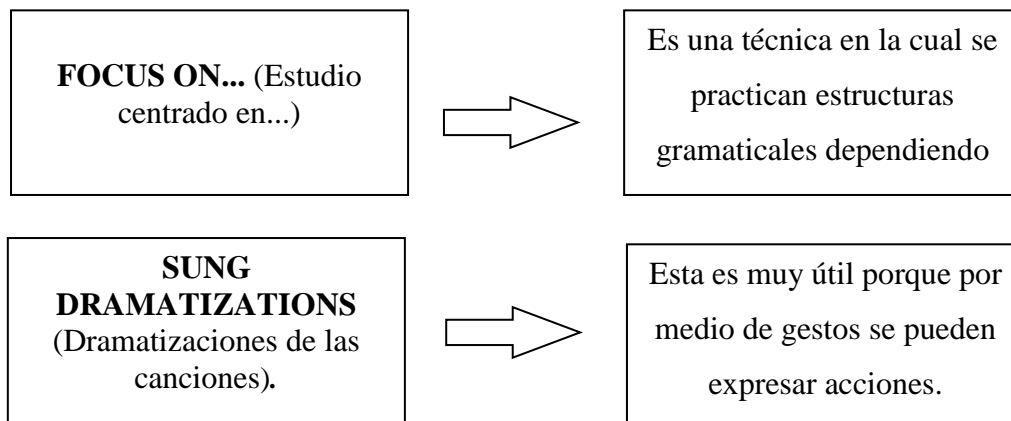 FOCUS ON... (Estudio
centrado en...)
Es una técnica en la cual se
practican estructuras
gramaticales dependiendo
SUNG
DRAMATIZATIONS
(Dramatizaciones de las
canciones).
Esta es muy útil porque por
medio de gestos se pueden
expresar acciones.